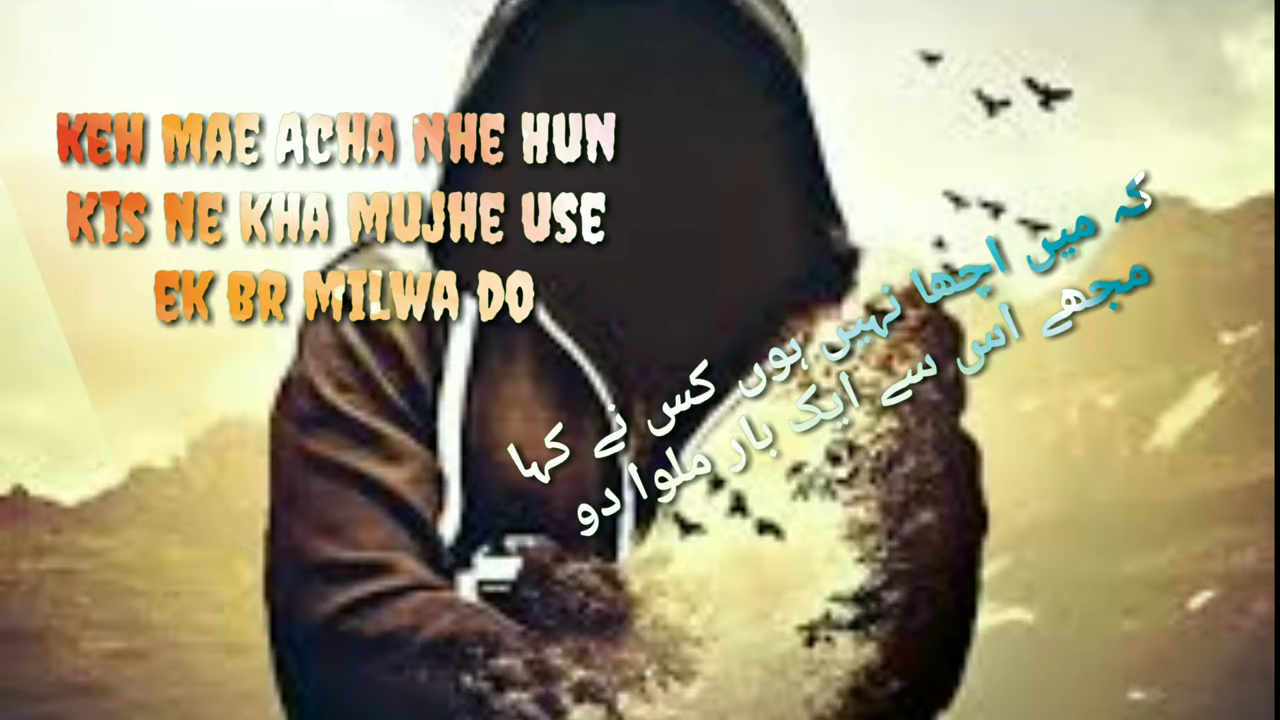 KEH MAE ACHA NHE HUN
KIS NE KHA MUJHE USE
EK BR MILWA DO
کہ میں اچھا نہیں ہوں کس نے کہا
مجھے اس سے ایک بار ملوا دو